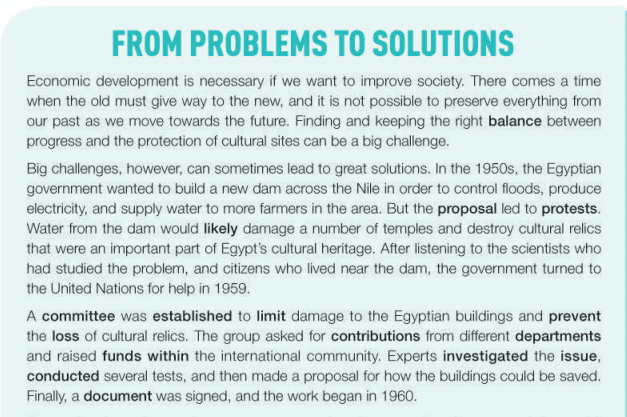 FROM PROBLEMS TO SOLUTIONS
Economic development is necessary if we want to improve society. There comes a time
when the old must give way to the new, and it is not possible to preserve everything from
our past as we move towards the future. Finding and keeping the right balance between
progress and the protection of cultural sites can be a big challenge.
Big challenges, however, can sometimes lead to great solutions. In the 1950s, the Egyptian
government wanted to build a new dam across the Nile in order to control floods, produce
electricity, and supply water to more farmers in the area. But the proposal led to protests.
Water from the dam would likely damage a number of temples and destroy cultural relics
that were an important part of Egypt's cultural heritage. After listening to the scientists who
had studied the problem, and citizens who lived near the dam, the government turned to
the United Nations for help in 1959.
A committee was established to limit damage to the Egyptian buildings and prevent
the loss of cultural relics. The group asked for contributions from different departments
and raised funds within the international community. Experts investigated the issue,
conducted several tests, and then made a proposal for how the buildings could be saved.
Finally, a document was signed, and the work began in 1960.